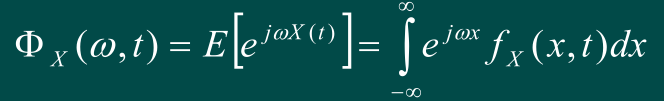 Φ_X(ω,t) = E[e^{jωX(t)}] = ∫_{-∞}^{∞} e^{jωx} f_X(x,t)dx